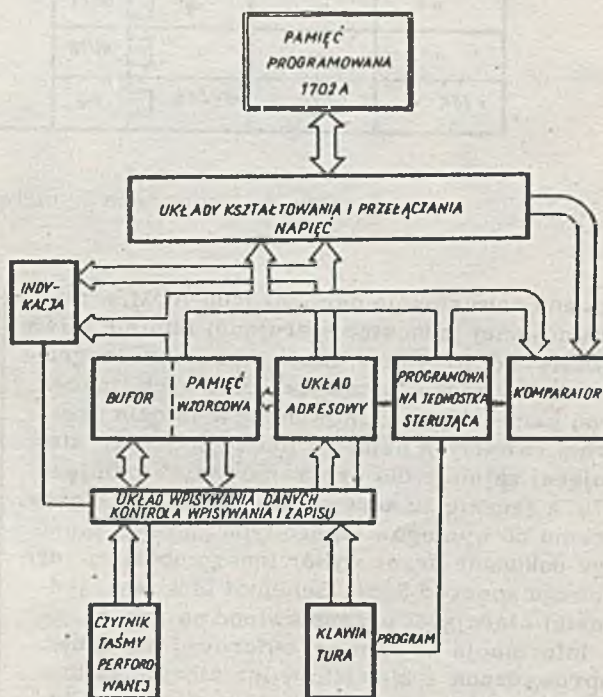 PAMIĘĆ
PROGRAMOWANA
1702A
UKŁADY KSZTAŁTOWANIA I PRZEŁĄCZANIA
NAPIĘĆ
INDY-
KACJA
BUFOR
PAMIĘĆ
WZORCOWA
UKŁAD
ADRESOWY
PROGRAMOWA
NA JEDNOSTKA
STERUJĄCA
KOMPARATOR
UKŁAD WPISYWANIA DANYCH
KONTROLA WPISYWANIA I ZAPISU
CZYTNIK
TAŚMY
PERFORO
WANEJ
KLAWIA
TURA
PROGRAM